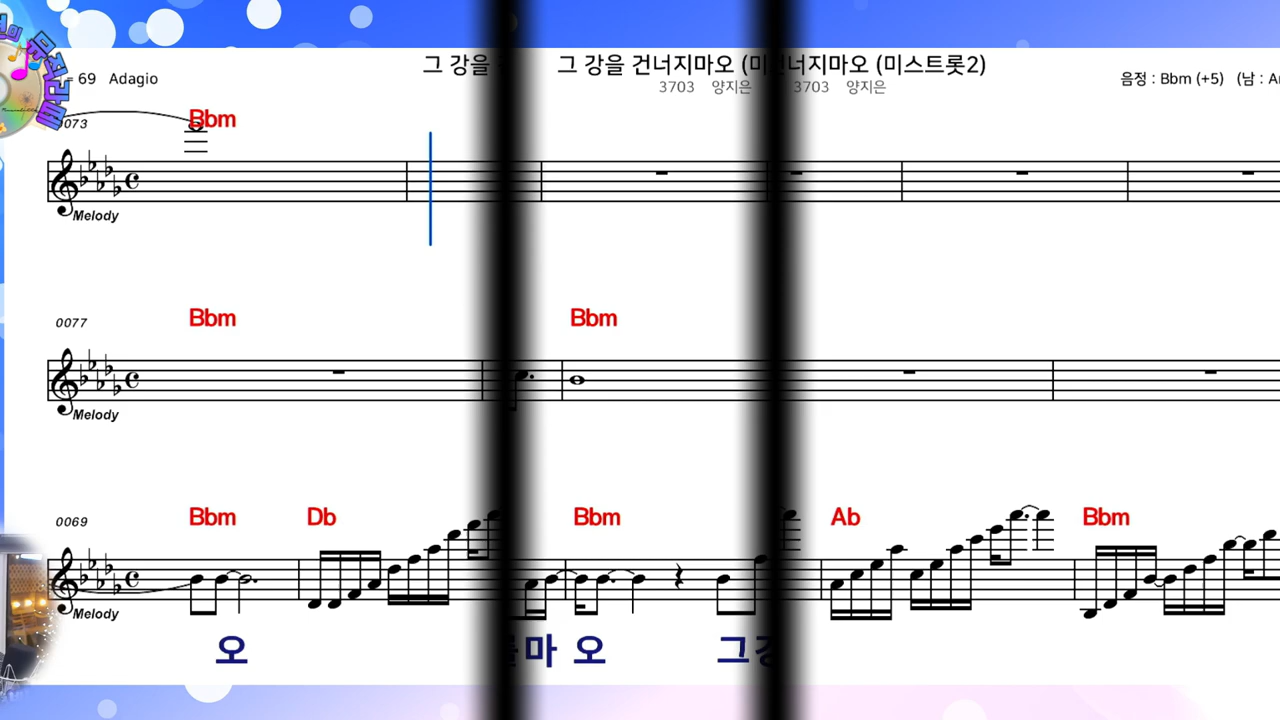 그 강을 그 강을 건너지마오 (미 너지마오 (미스트롯2)
= 69 Adagio
3703 양지은 3703 양지은
음정 : Bbm (+5) (남 :
0073 Bbm
Melody
0077 Bbm Bbm
Melody
0069 Bbm Db Bbm Ab Bbm
Melody
오 마 오 그강